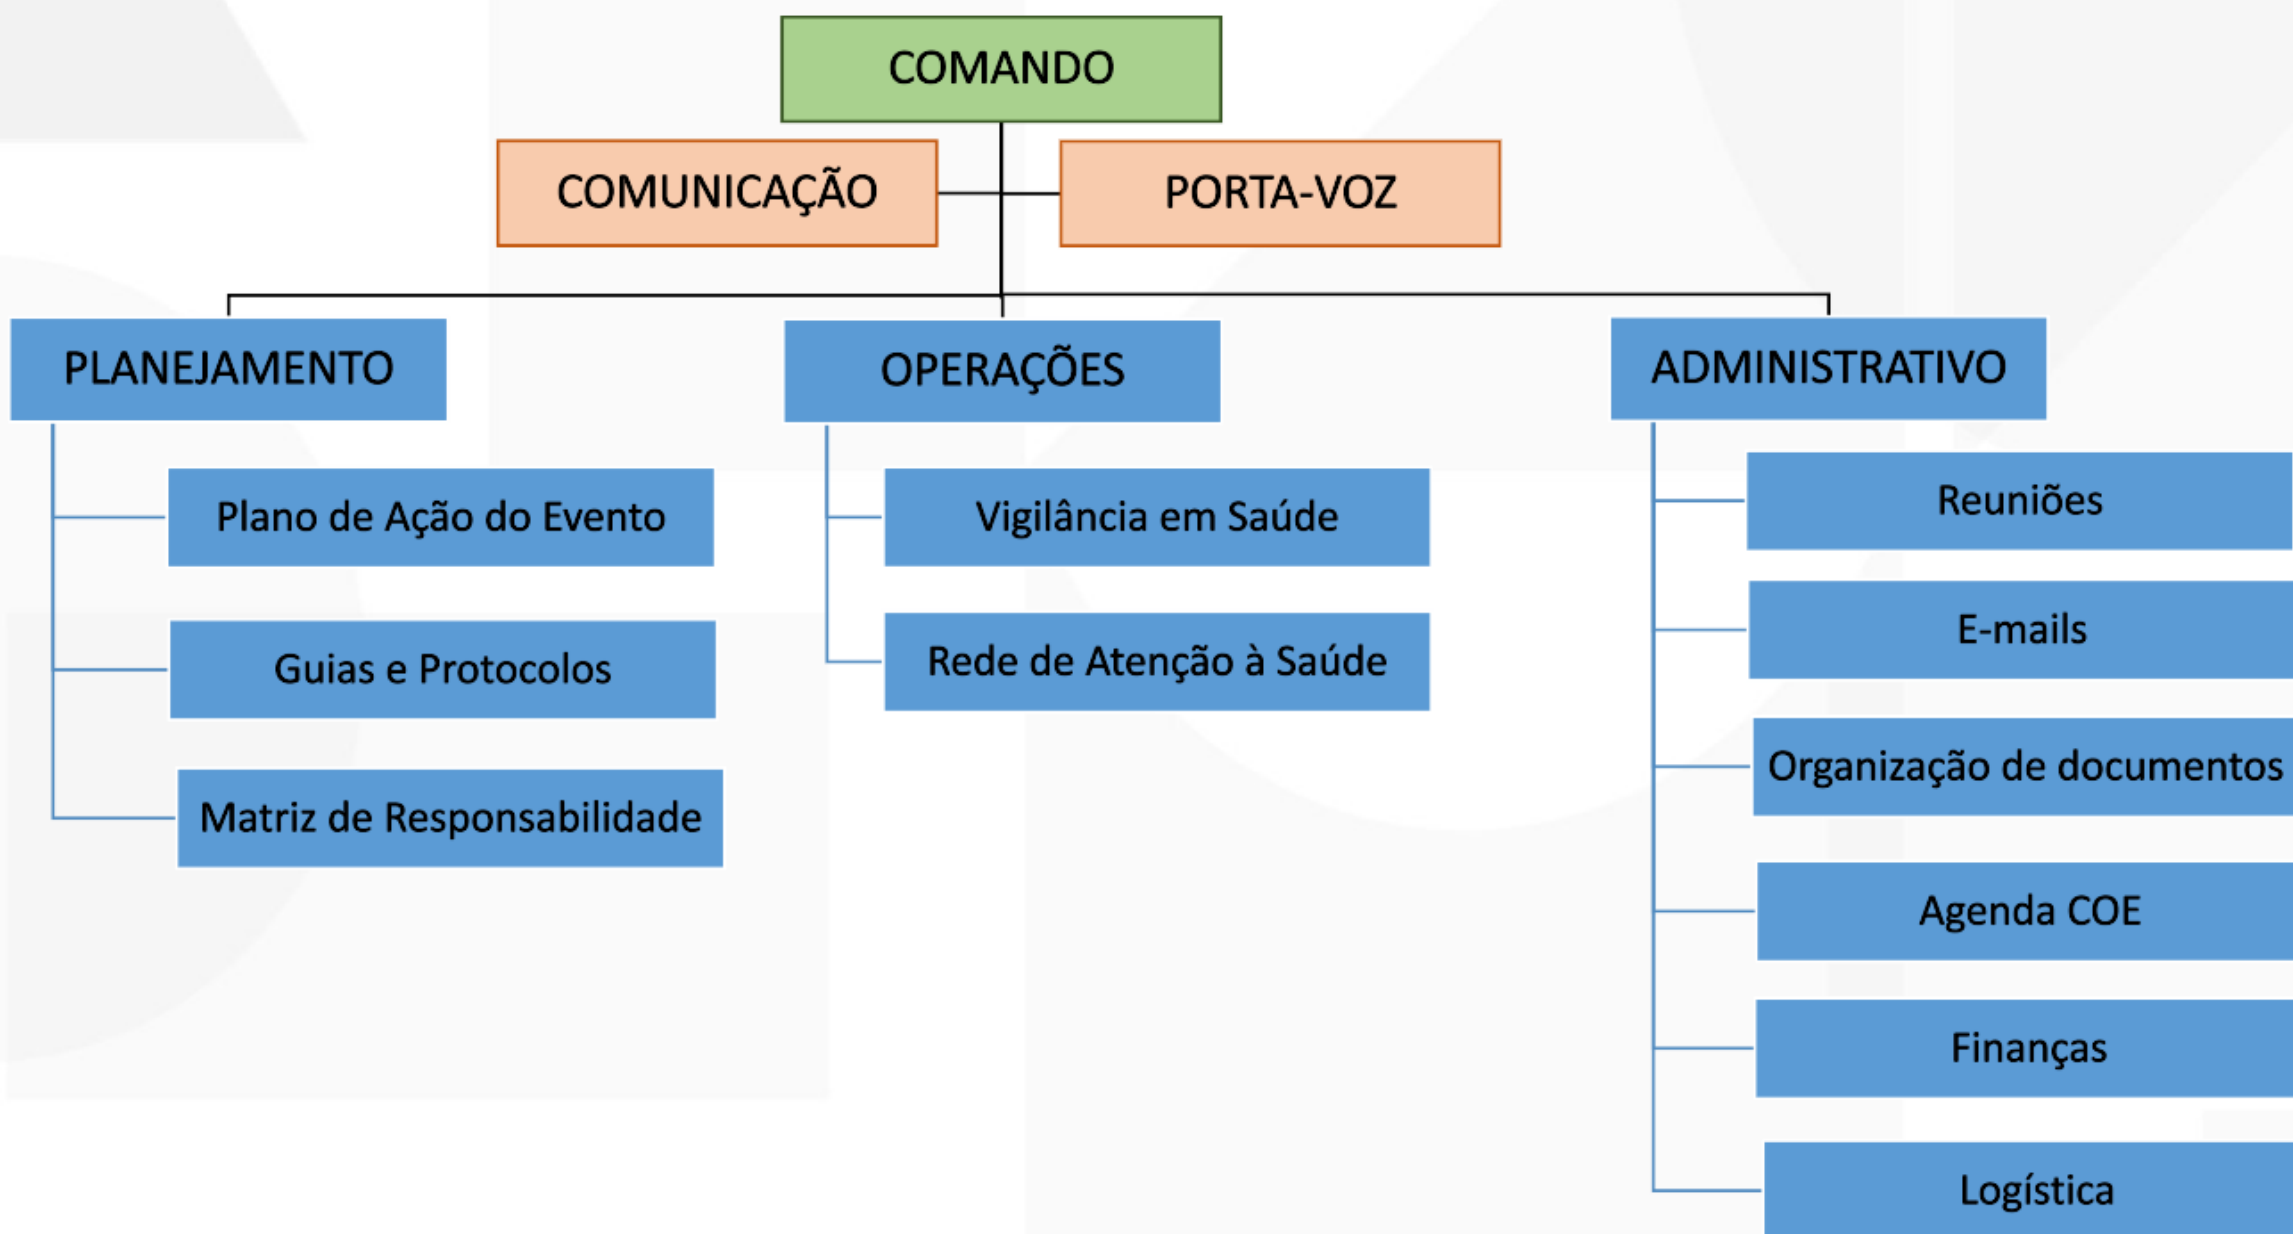 COMANDO
COMUNICAÇÃO
PORTA-VOZ
PLANEJAMENTO
Plano de Ação do Evento
Guias e Protocolos
Matriz de Responsabilidade
OPERAÇÕES
Vigilância em Saúde
Rede de Atenção à Saúde
ADMINISTRATIVO
Reuniões
E-mails
Organização de documentos
Agenda COE
Finanças
Logística